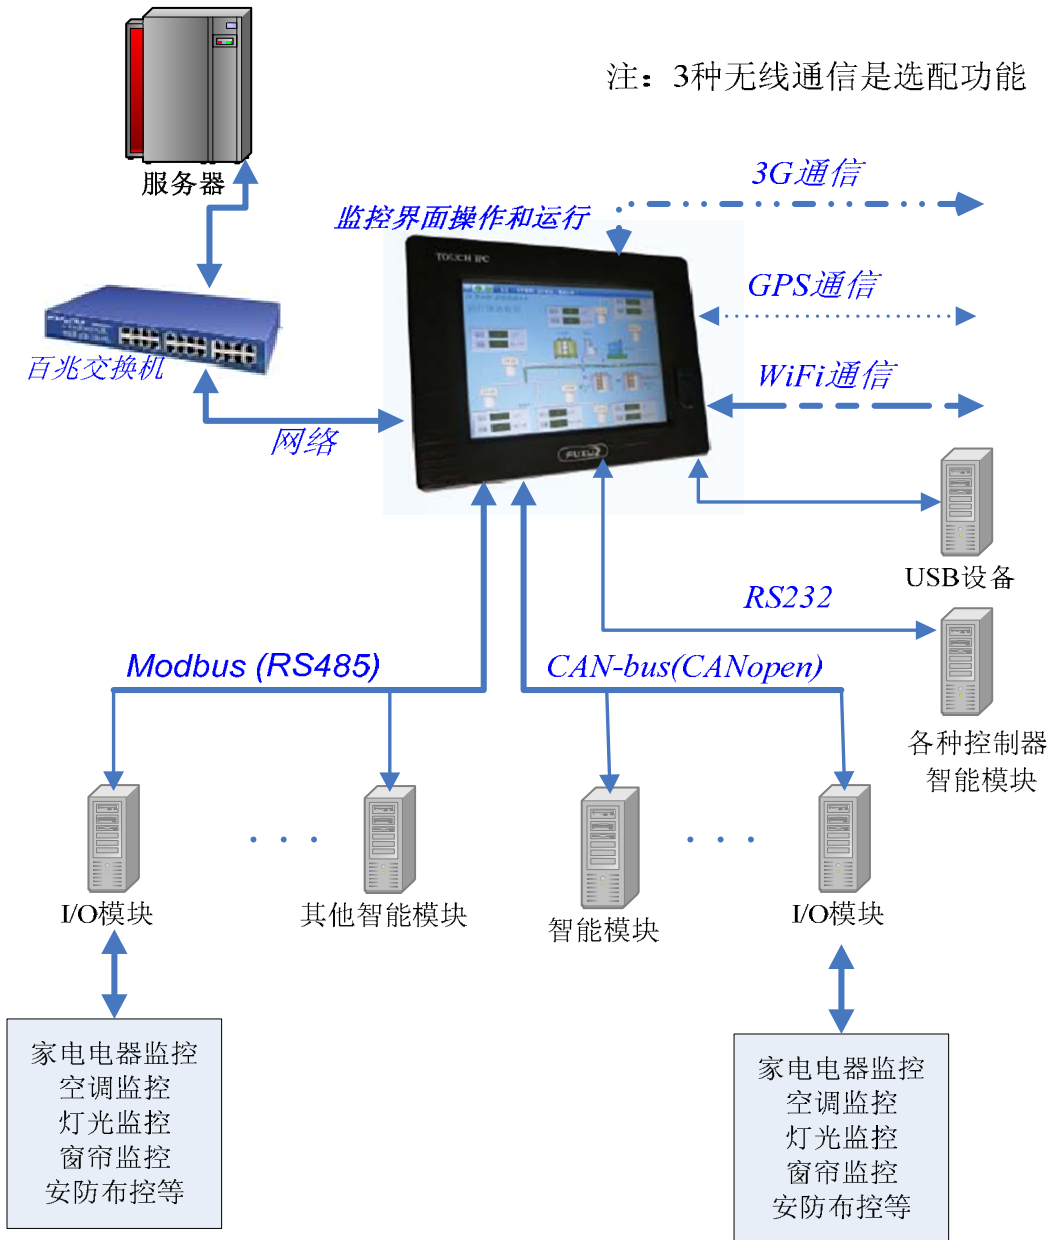 注：3种无线通信是选配功能
服务器
3G通信
监控界面操作和运行
TOUCH IPC
GPS通信
百兆交换机
WiFi通信
网络
USB设备
RS232
Modbus (RS485)
CAN-bus(CANopen)
各种控制器
智能模块
I/O模块
其他智能模块
智能模块
I/O模块
家电电器监控
空调监控
灯光监控
窗帘监控
安防布控等
家电电器监控
空调监控
灯光监控
窗帘监控
安防布控等